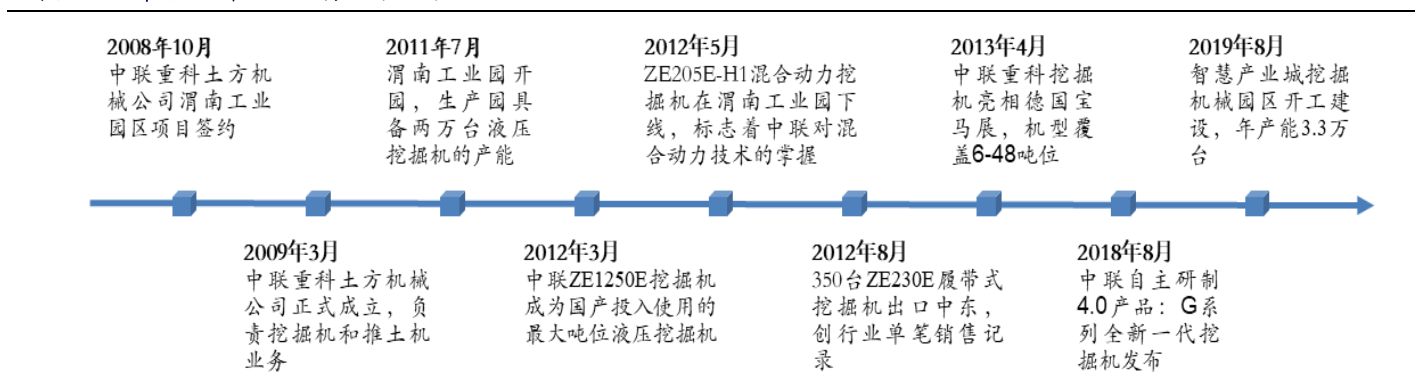 2008年10月
中联重科土方机
械公司渭南工业
园区项目签约
2011年7月
渭南工业园开
园，生产园具
备两万台液压
挖掘机的产能
2012年5月
ZE205E-H1混合动力挖
掘机在渭南工业园下
线，标志着中联对混
合动力技术的掌握
2013年4月
中联重科挖掘
机亮相德国宝
马展，机型覆
盖6-48吨位
2019年8月
智慧产业城挖掘
机械园区开工建
设，年产能3.3万
台
2009年3月
中联重科土方机械
公司正式成立，负
责挖掘机和推土机
业务
2012年3月
中联ZE1250E挖掘机
成为国产投入使用的
最大吨位液压挖掘机
2012年8月
350台ZE230E履带式
挖掘机出口中东，
创行业单笔销售记
录
2018年8月
中联自主研制
4.0产品：G系
列全新一代挖
掘机发布